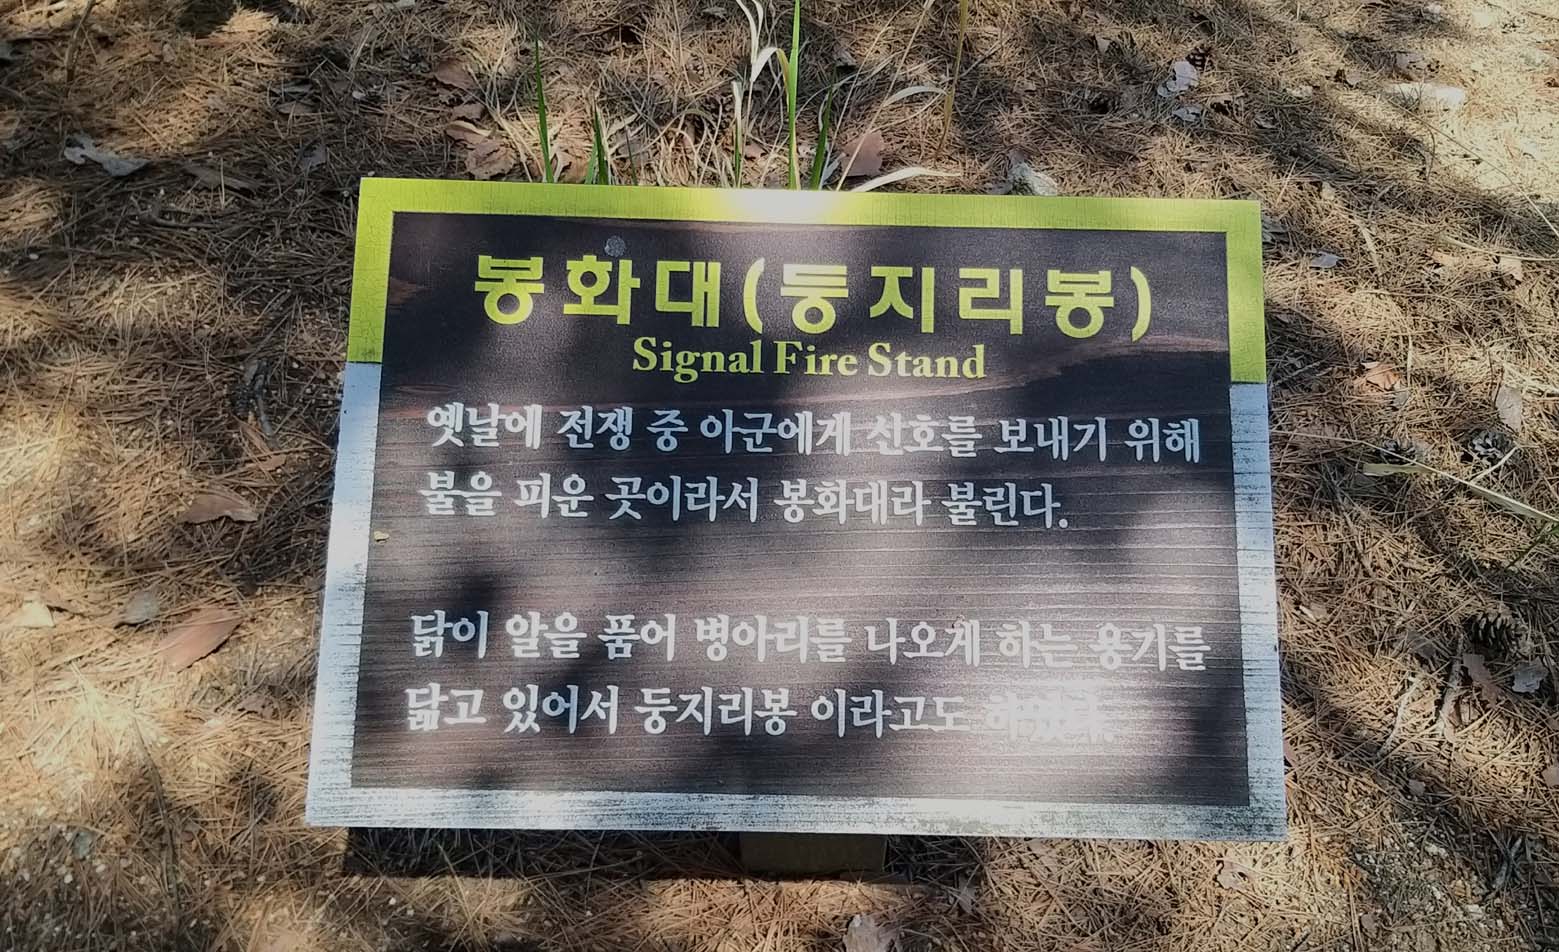 봉화대(둥지리봉)
Signal Fire Stand
옛날에 전쟁 중 아군에게 신호를 보내기 위해
불을 피운 곳이라서 봉화대라 불린다.
닭이 알을 품어 병아리를 나오게 하는 용기를
닮고 있어서 둥지리봉 이라고도